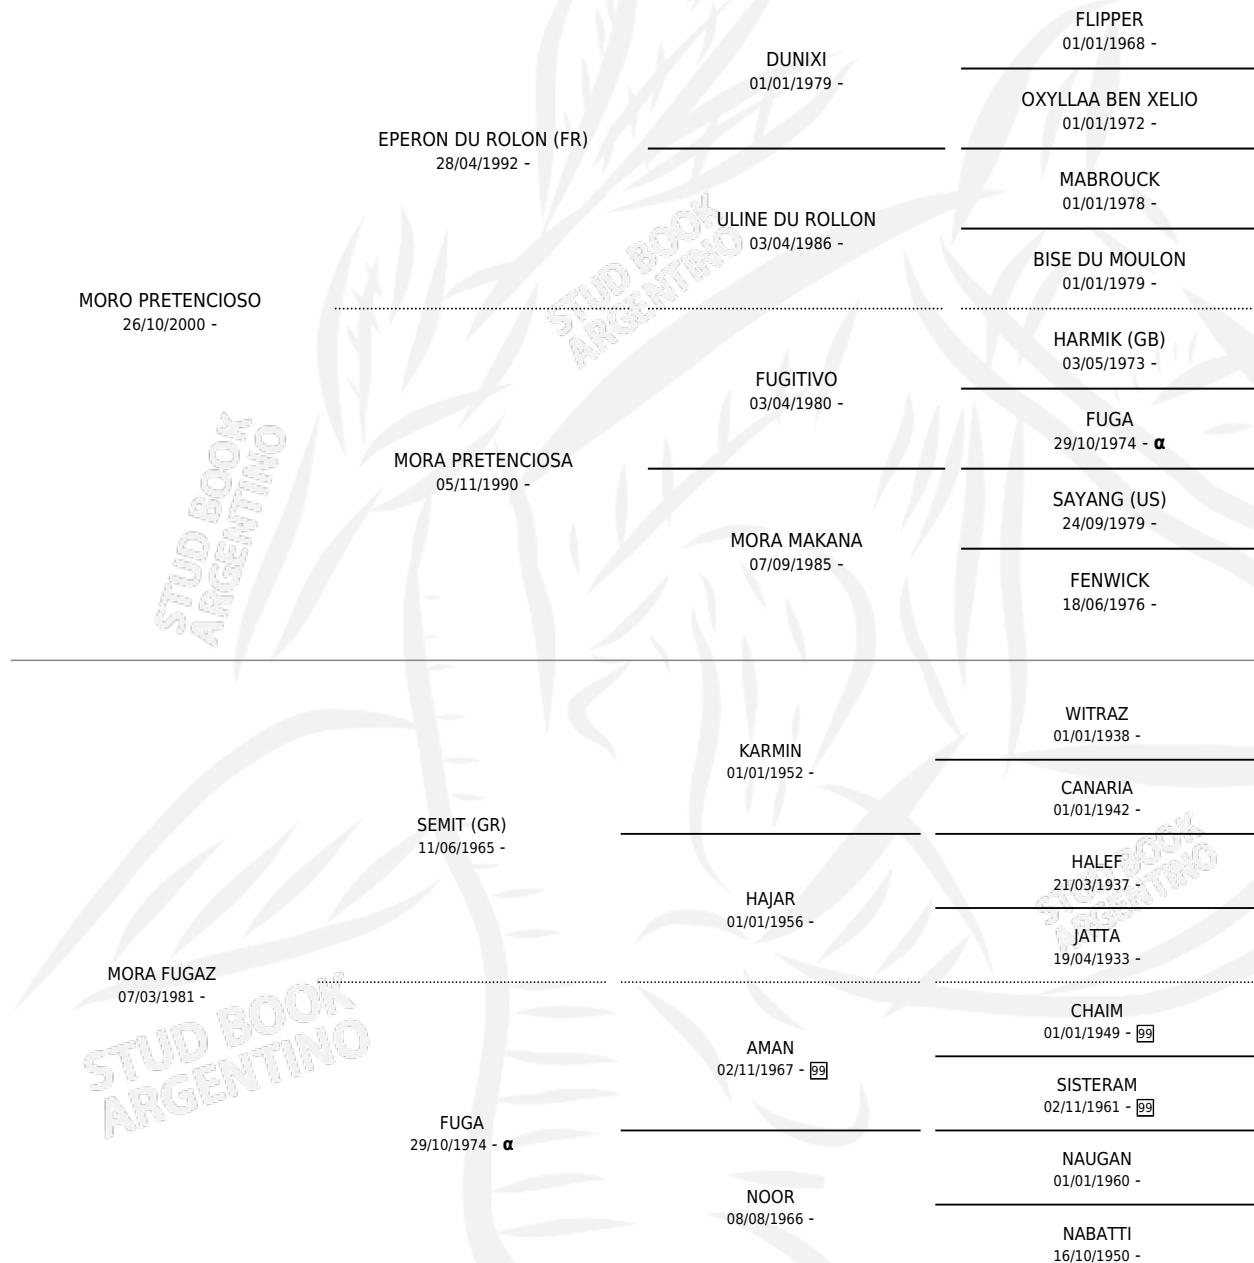 FLIPPER
01/01/1968 -
DUNIXI
01/01/1979 -
OXYLLAA BEN XELIO
01/01/1972 -
EPERON DU ROLON (FR)
28/04/1992 -
MABROUCK
01/01/1978 -
ULINE DU ROLLON
03/04/1986 -
BISE DU MOULON
01/01/1979 -
MORO PRETENCIOSO
26/10/2000 -
HARMIK (GB)
03/05/1973 -
FUGITIVO
03/04/1980 -
FUGA
29/10/1974 - α
MORA PRETENCIOSA
05/11/1990 -
SAYANG (US)
24/09/1979 -
MORA MAKANA
07/09/1985 -
FENWICK
18/06/1976 -
STUD BOOK
ARGENTINO
STUD BOOK
ARGENTINO
WITRAZ
01/01/1938 -
KARMIN
01/01/1952 -
CANARIA
01/01/1942 -
SEMIT (GR)
11/06/1965 -
HALEF
21/03/1937 -
HAJAR
01/01/1956 -
JATTA
19/04/1933 -
STUD BOOK
ARGENTINO
MORA FUGAZ
07/03/1981 -
CHAIM
01/01/1949 - 99
AMAN
02/11/1967 - 99
SISTERAM
02/11/1961 - 99
FUGA
29/10/1974 - α
NAUGAN
01/01/1960 -
NOOR
08/08/1966 -
NABATTI
16/10/1950 -
STUD BOOK
ARGENTINO